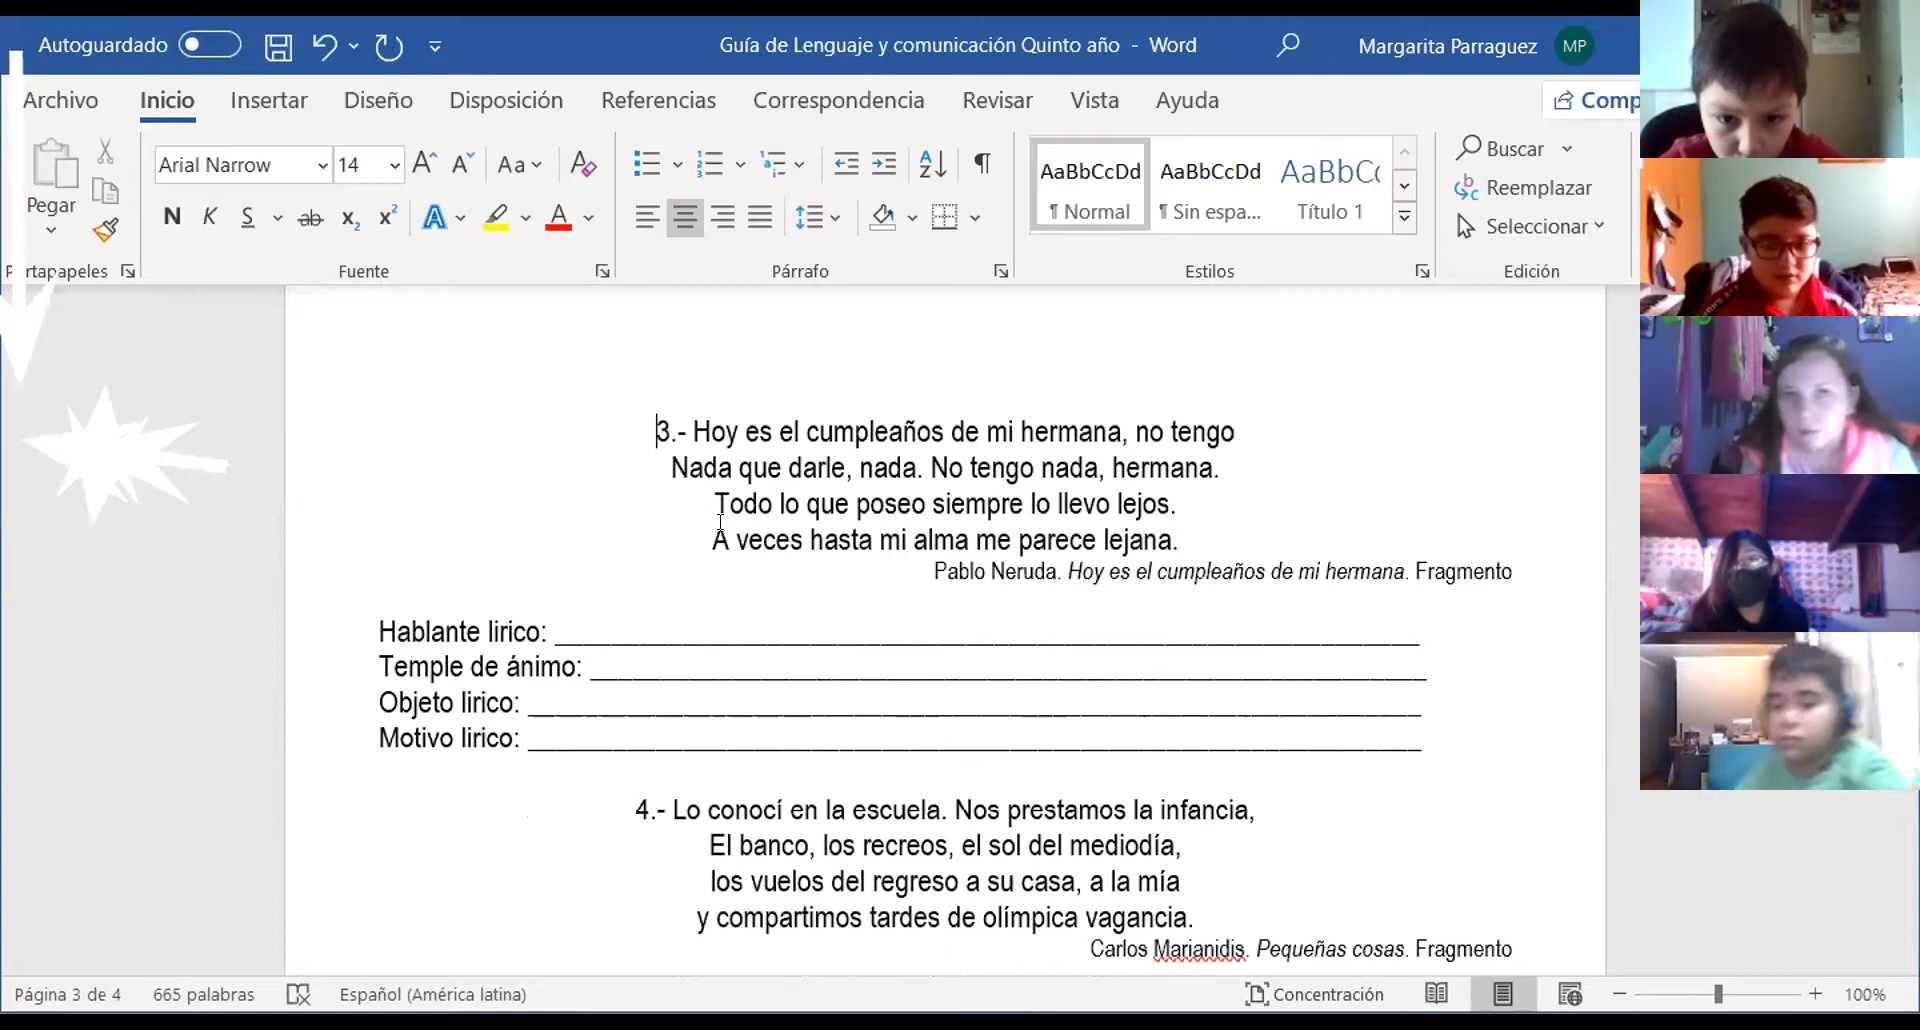 Autoguardado
Guía de Lenguaje y comunicación Quinto año - Word
Margarita Parraguez MP
Archivo Inicio Insertar Diseño Disposición Referencias Correspondencia Revisar Vista Ayuda Comp
Pegar
Arial Narrow 14
Aa
N K S ab x₂ x²
AaBbCcDd AaBbCcDd AaBbCc
¶ Normal ¶ Sin espa... Título 1
Buscar
Reemplazar
Seleccionar
Portapapeles Fuente Párrafo Estilos Edición
3.- Hoy es el cumpleaños de mi hermana, no tengo
Nada que darle, nada. No tengo nada, hermana.
Todo lo que poseo siempre lo llevo lejos.
A veces hasta mi alma me parece lejana.
Pablo Neruda. Hoy es el cumpleaños de mi hermana. Fragmento
Hablante lirico:
Temple de ánimo:
Objeto lirico:
Motivo lirico:
4.- Lo conocí en la escuela. Nos prestamos la infancia,
El banco, los recreos, el sol del mediodía,
los vuelos del regreso a su casa, a la mía
y compartimos tardes de olímpica vagancia.
Carlos Marianidis. Pequeñas cosas. Fragmento
Página 3 de 4 665 palabras Español (América latina) Concentración 100%